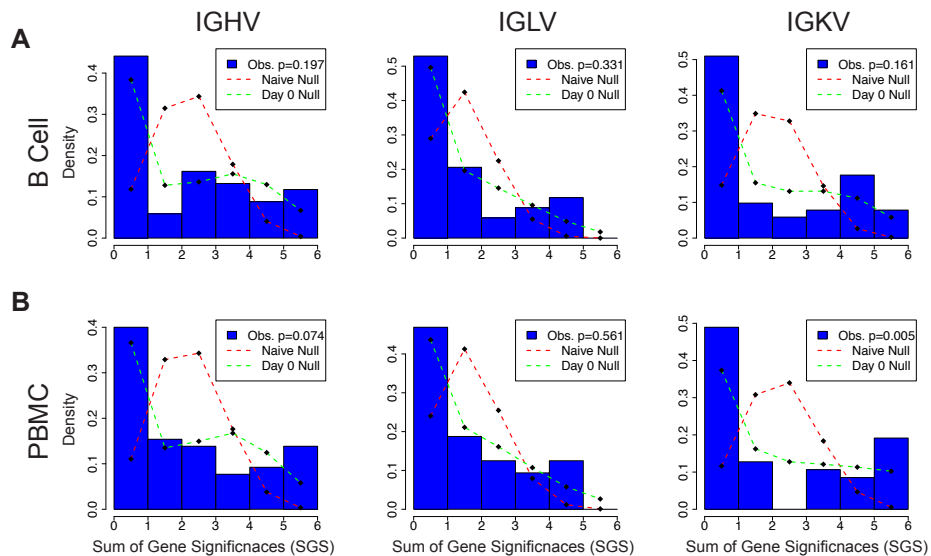 IGHV
IGLV
IGKV
A
B Cell
Density
0.0 0.1 0.2 0.3 0.4
Obs. p=0.197
Naive Null
Day 0 Null
0 1 2 3 4 5 6
0.0 0.1 0.2 0.3 0.4 0.5
Obs. p=0.331
Naive Null
Day 0 Null
0 1 2 3 4 5 6
0.0 0.1 0.2 0.3 0.4 0.5
Obs. p=0.161
Naive Null
Day 0 Null
0 1 2 3 4 5 6
B
PBMC
Density
0.0 0.1 0.2 0.3 0.4
Obs. p=0.074
Naive Null
Day 0 Null
0 1 2 3 4 5 6
Sum of Gene Significnaces (SGS)
0.0 0.1 0.2 0.3 0.4
Obs. p=0.561
Naive Null
Day 0 Null
0 1 2 3 4 5 6
Sum of Gene Significnaces (SGS)
0.0 0.1 0.2 0.3 0.4 0.5
Obs. p=0.005
Naive Null
Day 0 Null
0 1 2 3 4 5 6
Sum of Gene Significnaces (SGS)